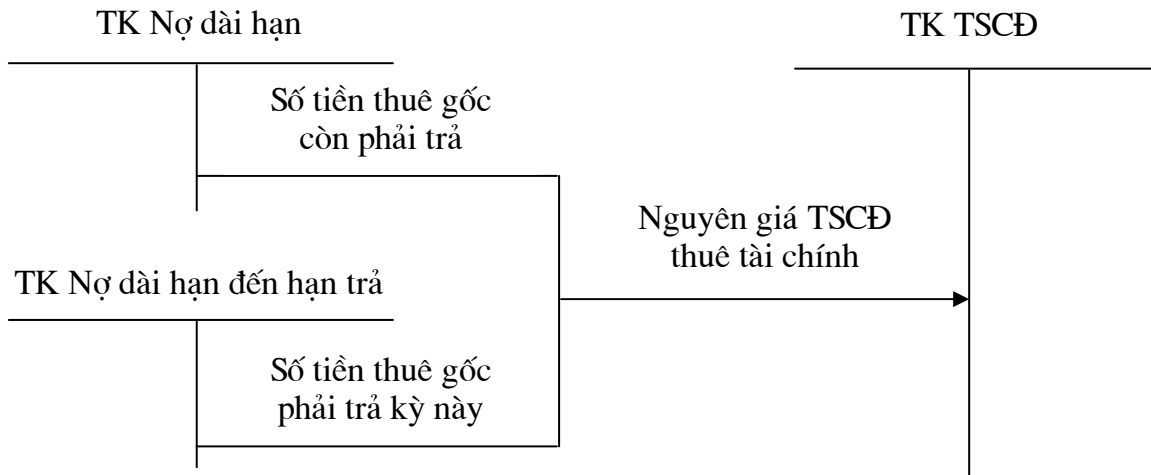 TK Nợ dài hạn
TK TSCĐ
Số tiền thuê gốc
còn phải trả
Nguyên giá TSCĐ
thuê tài chính
TK Nợ dài hạn đến hạn trả
Số tiền thuê gốc
phải trả kỳ này